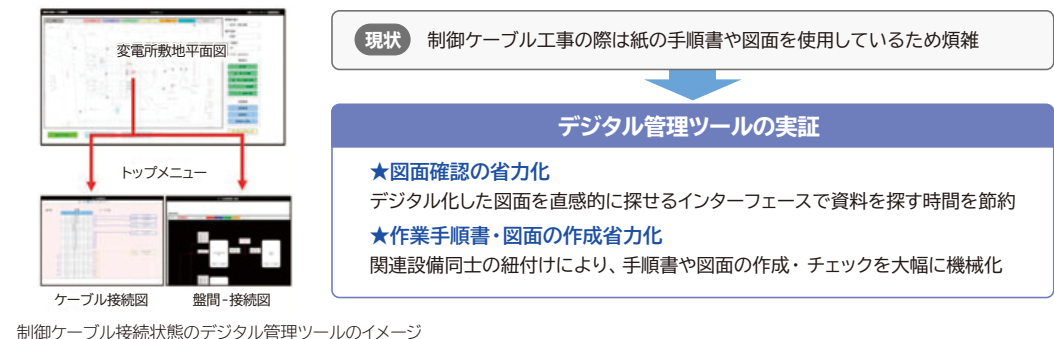 変電所敷地平面図
トップメニュー
ケーブル接続図
盤間-接続図
制御ケーブル接続状態のデジタル管理ツールのイメージ
現状 制御ケーブル工事の際は紙の手順書や図面を使用しているため煩雑
デジタル管理ツールの実証
★図面確認の省力化
デジタル化した図面を直感的に探せるインターフェースで資料を探す時間を節約
★作業手順書・図面の作成省力化
関連設備同士の紐付けにより、手順書や図面の作成・チェックを大幅に機械化